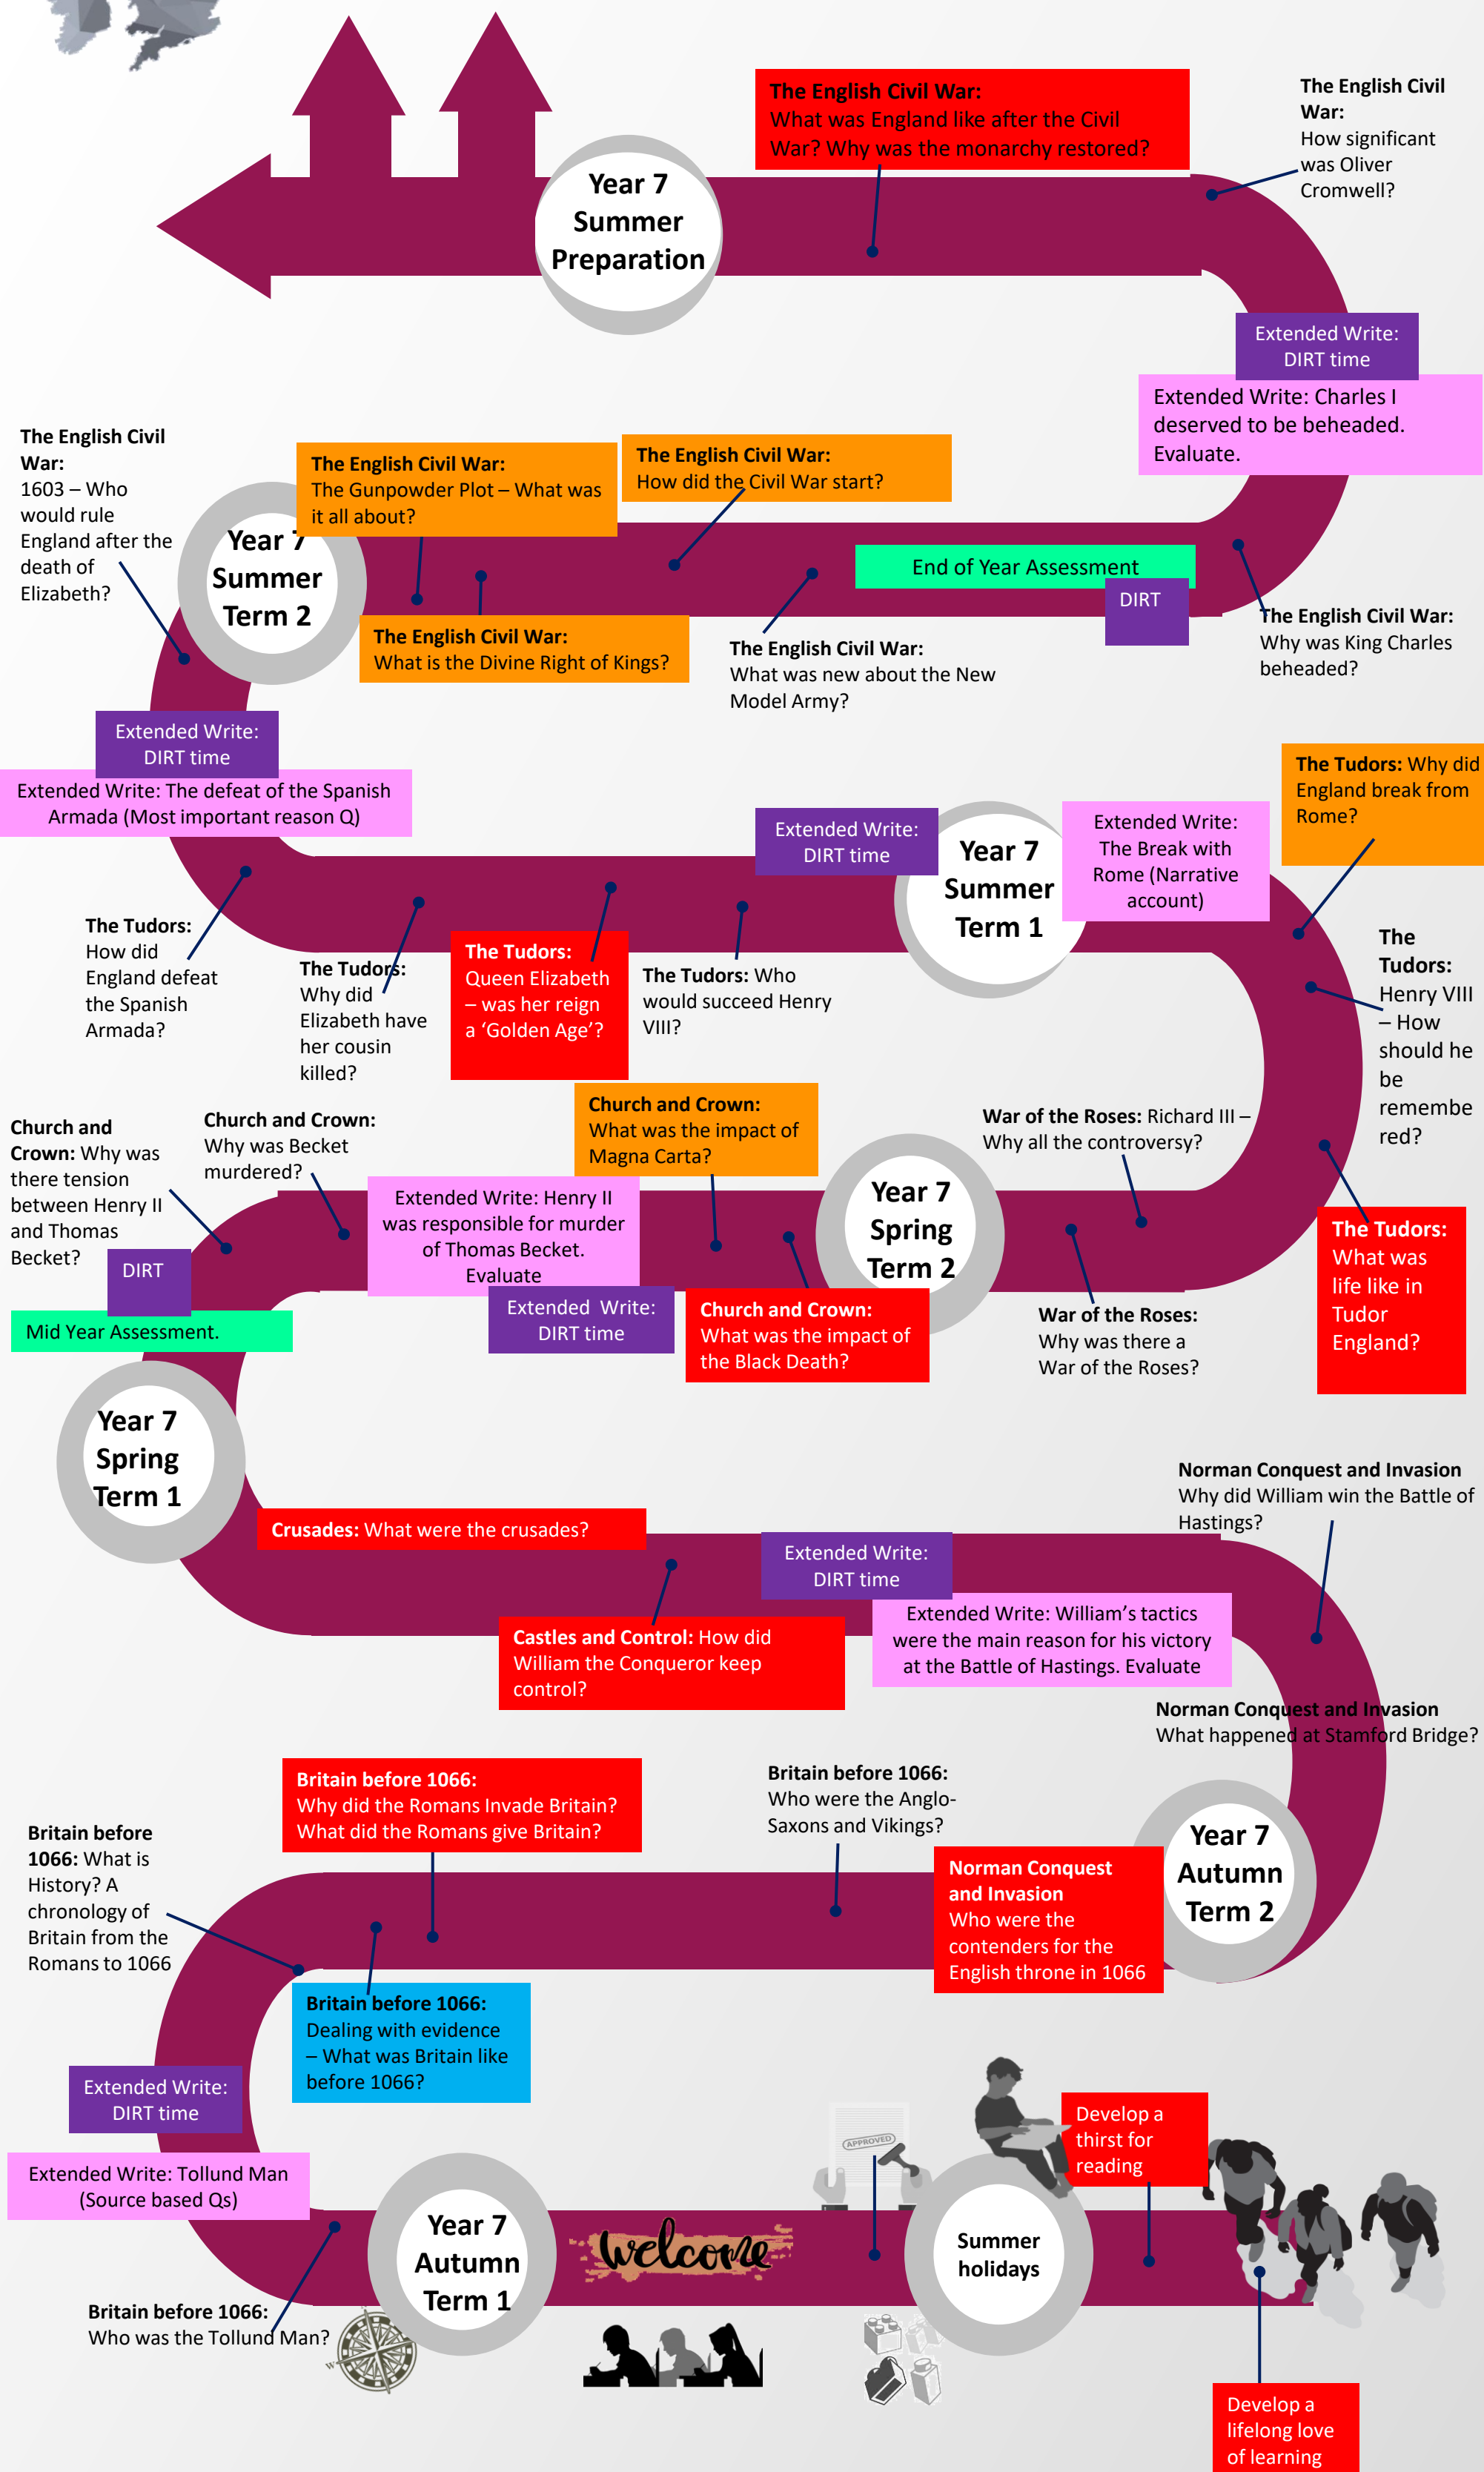 The English Civil War:
What was England like after the Civil
War? Why was the monarchy restored?
The English Civil
War:
How significant
was Oliver
Cromwell?
Year 7
Summer
Preparation
Extended Write:
DIRT time
Extended Write: Charles I
deserved to be beheaded.
Evaluate.
The English Civil
War:
1603 – Who
would rule
England after the
death of
Elizabeth?
Year 7
Summer
Term 2
The English Civil War:
The Gunpowder Plot – What was
it all about?
The English Civil War:
How did the Civil War start?
End of Year Assessment
DIRT
The English Civil War:
What is the Divine Right of Kings?
The English Civil War:
What was new about the New
Model Army?
The English Civil War:
Why was King Charles
beheaded?
Extended Write:
DIRT time
Extended Write: The defeat of the Spanish
Armada (Most important reason Q)
Extended Write:
DIRT time
Year 7
Summer
Term 1
Extended Write:
The Break with
Rome (Narrative
account)
The Tudors: Why did
England break from
Rome?
The Tudors:
How did
England defeat
the Spanish
Armada?
The Tudors:
Why did
Elizabeth have
her cousin
killed?
The Tudors:
Queen Elizabeth
– was her reign
a ‘Golden Age’?
The Tudors: Who
would succeed Henry
VIII?
The
Tudors:
Henry VIII
– How
should he
be
remembe
red?
Church and
Crown: Why was
there tension
between Henry II
and Thomas
Becket?
Church and Crown:
Why was Becket
murdered?
Church and Crown:
What was the impact of
Magna Carta?
War of the Roses: Richard III –
Why all the controversy?
Extended Write: Henry II
was responsible for murder
of Thomas Becket.
Evaluate
Extended Write:
DIRT time
Year 7
Spring
Term 2
DIRT
Mid Year Assessment.
Church and Crown:
What was the impact of
the Black Death?
War of the Roses:
Why was there a
War of the Roses?
The Tudors:
What was
life like in
Tudor
England?
Year 7
Spring
Term 1
Norman Conquest and Invasion
Why did William win the Battle of
Hastings?
Crusades: What were the crusades?
Extended Write:
DIRT time
Extended Write: William’s tactics
were the main reason for his victory
at the Battle of Hastings. Evaluate
Castles and Control: How did
William the Conqueror keep
control?
Norman Conquest and Invasion
What happened at Stamford Bridge?
Britain before 1066:
Why did the Romans Invade Britain?
What did the Romans give Britain?
Britain before 1066:
Who were the Anglo-
Saxons and Vikings?
Britain before
1066: What is
History? A
chronology of
Britain from the
Romans to 1066
Norman Conquest
and Invasion
Who were the
contenders for the
English throne in 1066
Year 7
Autumn
Term 2
Britain before 1066:
Dealing with evidence
– What was Britain like
before 1066?
Extended Write:
DIRT time
Extended Write: Tollund Man
(Source based Qs)
APPROVED
Develop a
thirst for
reading
Year 7
Autumn
Term 1
welcome
Summer
holidays
Britain before 1066:
Who was the Tollund Man?
W
Develop a
lifelong love
of learning